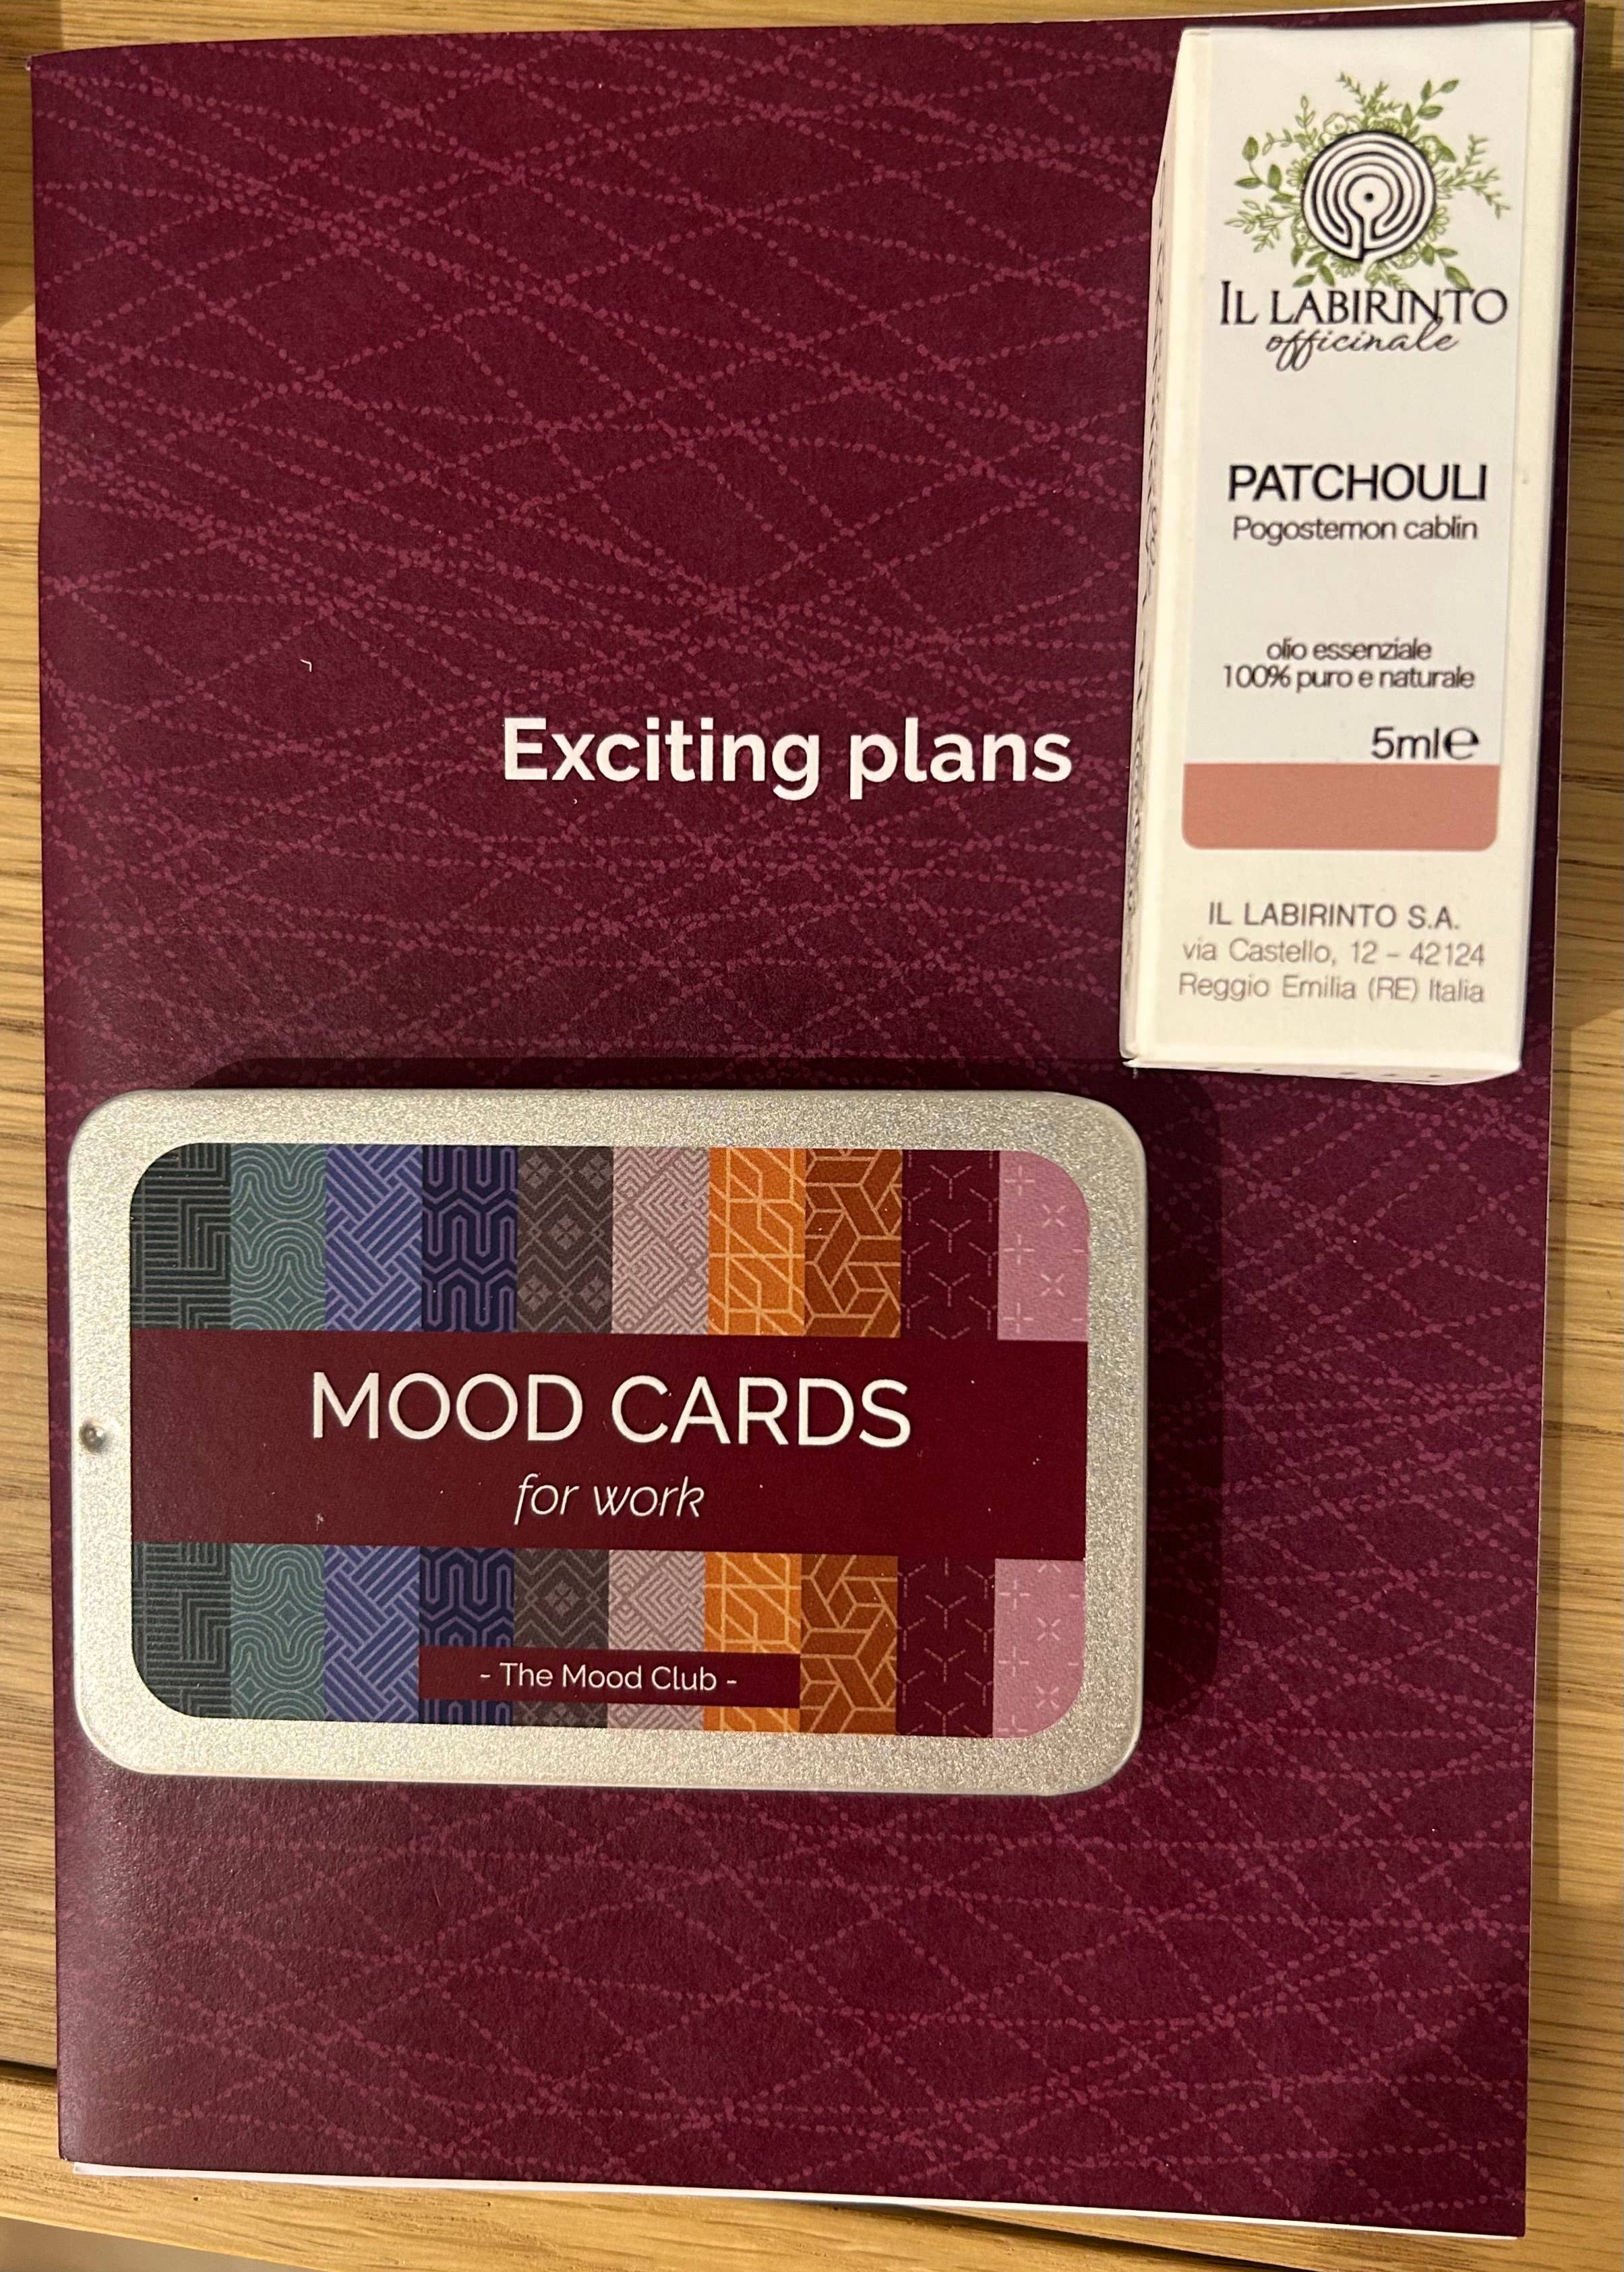 IL LABIRINTO
officinale
PATCHOULI
Pogostemon cablin
olio essenziale
100% puro e naturale
5ml℮
IL LABIRINTO S.A.
via Castello, 12 – 42124
Reggio Emilia (RE) Italia
Exciting plans
MOOD CARDS
for work
- The Mood Club -